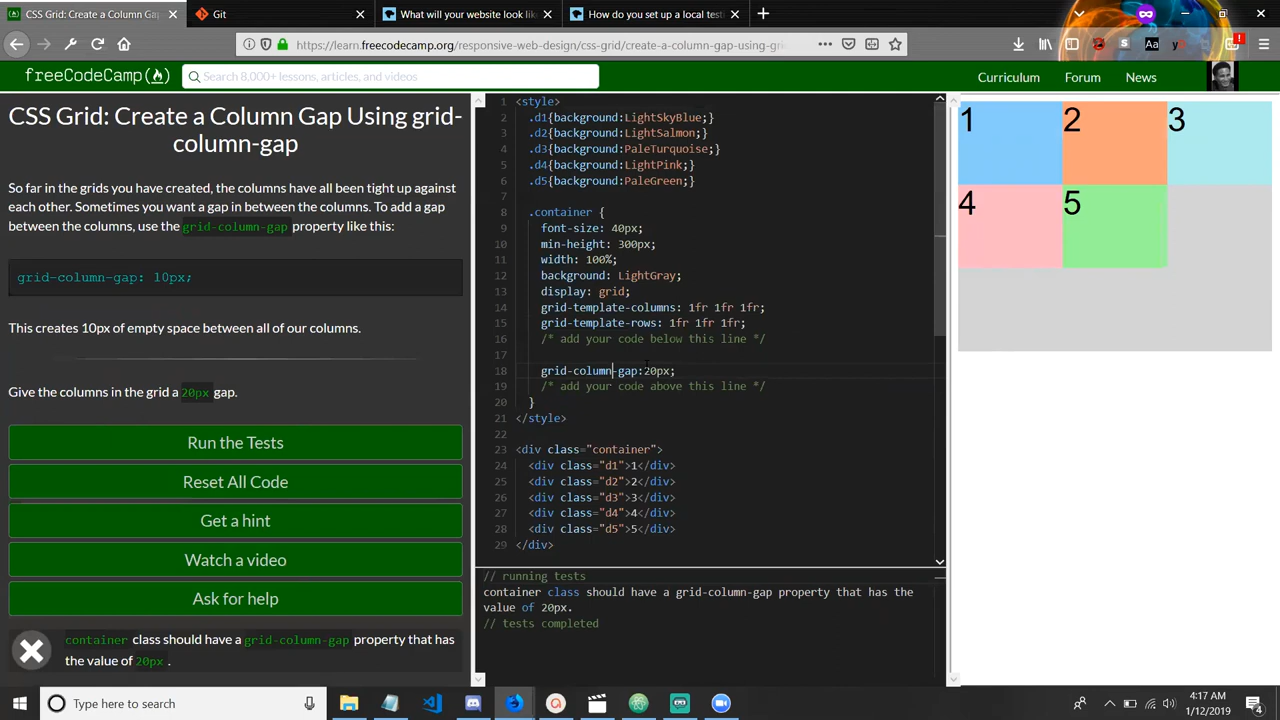 CSS Grid: Create a Column Gap
Git
What will your website look like
How do you set up a local test
https://learn.freecodecamp.org/responsive-web-design/css-grid/create-a-column-gap-using-gri
freeCodeCamp
Search 8,000+ lessons, articles, and videos
Curriculum
Forum
News
CSS Grid: Create a Column Gap Using grid-
column-gap
So far in the grids you have created, the columns have all been tight up against
each other. Sometimes you want a gap in between the columns. To add a gap
between the columns, use the grid-column-gap property like this:
grid-column-gap: 10px;
This creates 10px of empty space between all of our columns.
Give the columns in the grid a 20px gap.
Run the Tests
Reset All Code
Get a hint
Watch a video
Ask for help
container class should have a grid-column-gap property that has
the value of 20px .
1 <style>
2 .d1{background:LightSkyBlue;}
3 .d2{background:LightSalmon;}
4 .d3{background:PaleTurquoise;}
5 .d4{background:LightPink;}
6 .d5{background:PaleGreen;}
7
8 .container {
9 font-size: 40px;
10 min-height: 300px;
11 width: 100%;
12 background: LightGray;
13 display: grid;
14 grid-template-columns: 1fr 1fr 1fr;
15 grid-template-rows: 1fr 1fr 1fr;
16 /* add your code below this line */
17
18 grid-column-gap:20px;
19 /* add your code above this line */
20 }
21 </style>
22
23 <div class="container">
24 <div class="d1">1</div>
25 <div class="d2">2</div>
26 <div class="d3">3</div>
27 <div class="d4">4</div>
28 <div class="d5">5</div>
29 </div>
// running tests
container class should have a grid-column-gap property that has the
value of 20px.
// tests completed
1 2 3
4 5
Type here to search
4:17 AM
1/12/2019
4